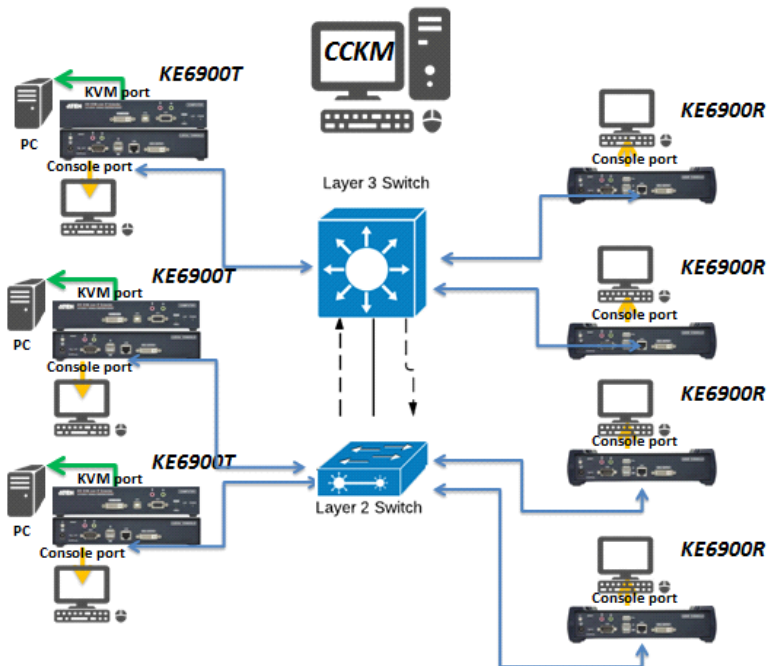 CCKM
KE6900T
KVM port
ATEN
PC
Console port
Layer 3 Switch
KE6900R
Console port
KE6900T
KVM port
PC
Console port
KE6900R
Console port
KE6900T
KVM port
PC
Console port
Layer 2 Switch
KE6900R
Console port
KE6900R
Console port